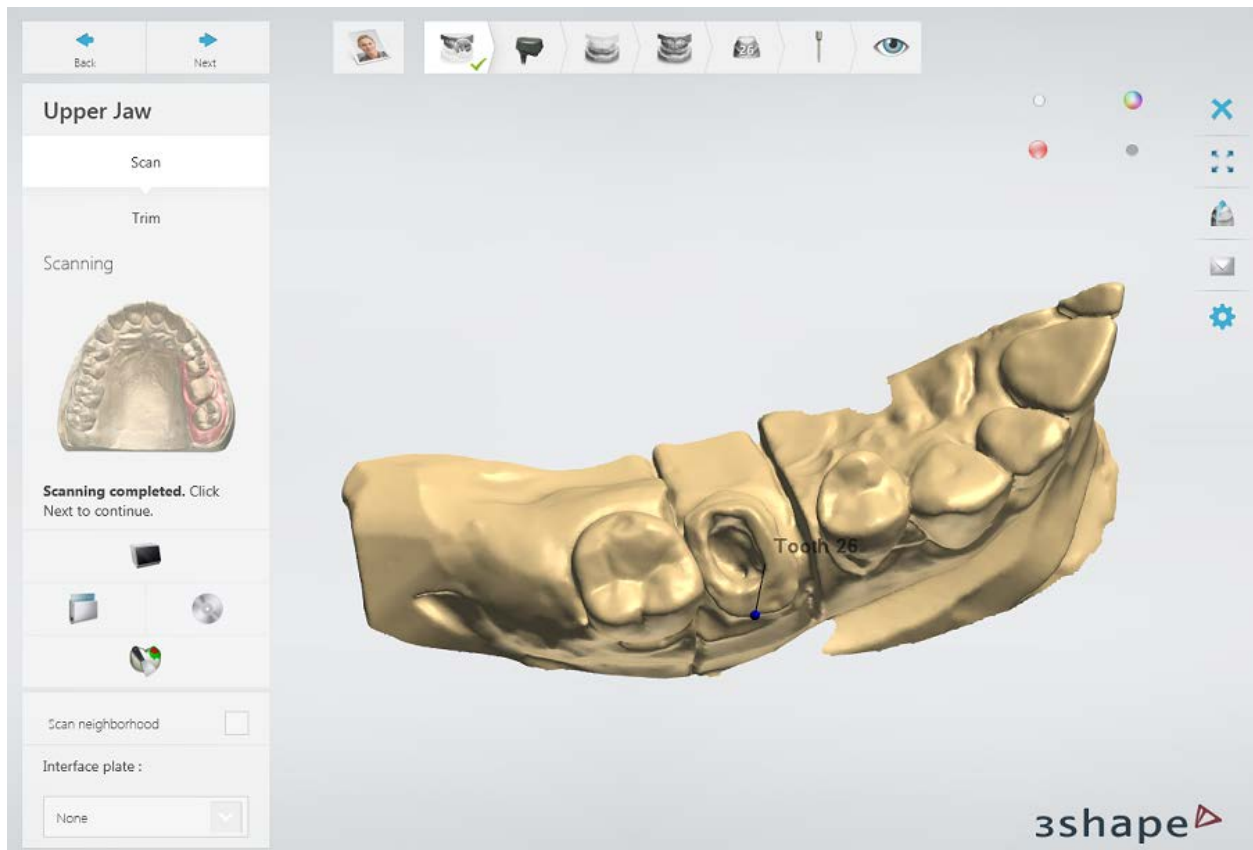 Back
Next
26
Upper Jaw
Scan
Trim
Scanning
Scanning completed. Click
Next to continue.
Tooth 26
Scan neighborhood
Interface plate :
None
3shape